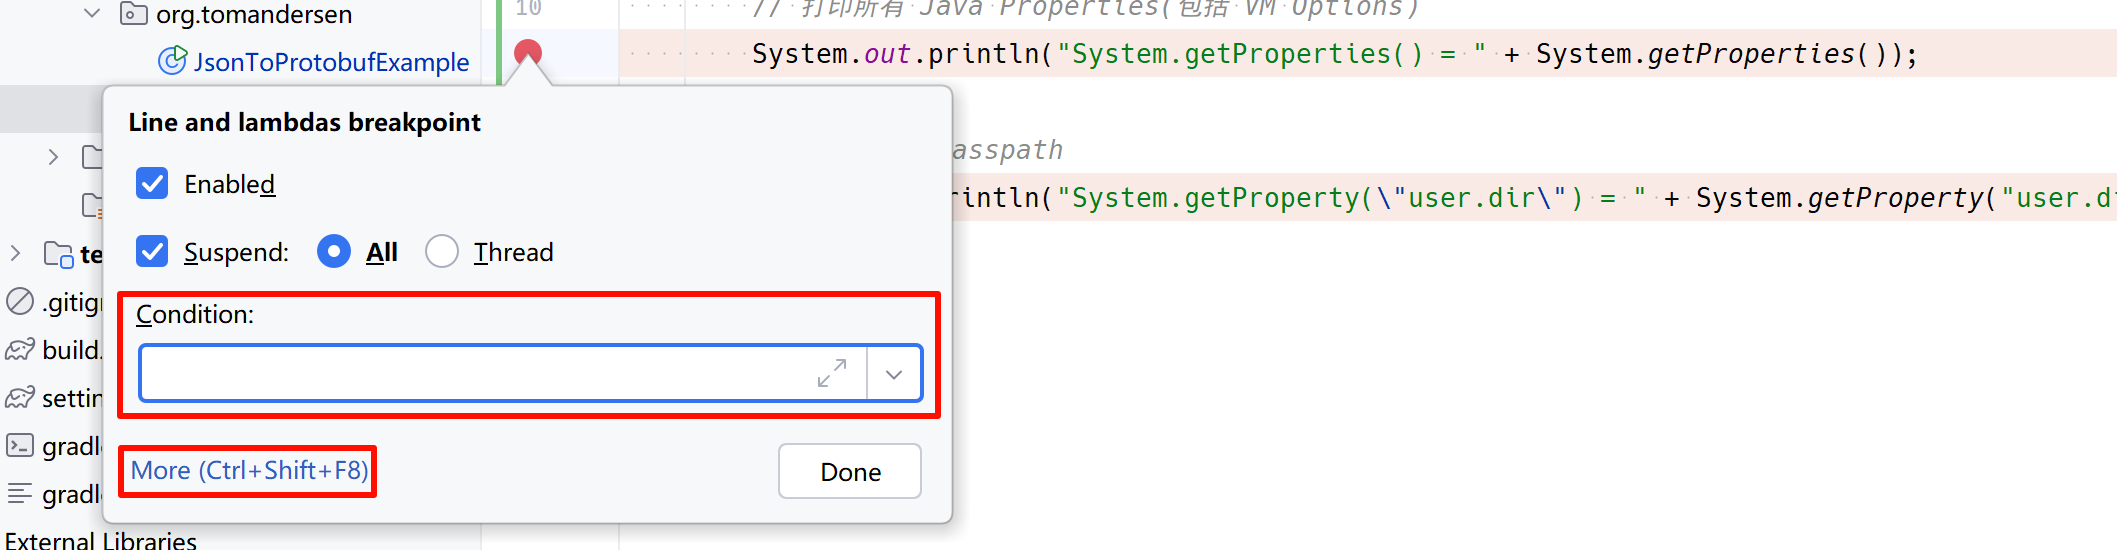 org.tomandersen
JsonToProtobufExample
te
.gitig
build.
settin
gradl
gradl
External Libraries
10
// 打印所有 Java Properties(包括 VM Options)
System.out.println("System.getProperties() = " + System.getProperties());
asspath
rintln("System.getProperty(\"user.dir\") = " + System.getProperty("user.d
Line and lambdas breakpoint
Enabled
Suspend: All Thread
Condition:
More (Ctrl+Shift+F8)
Done